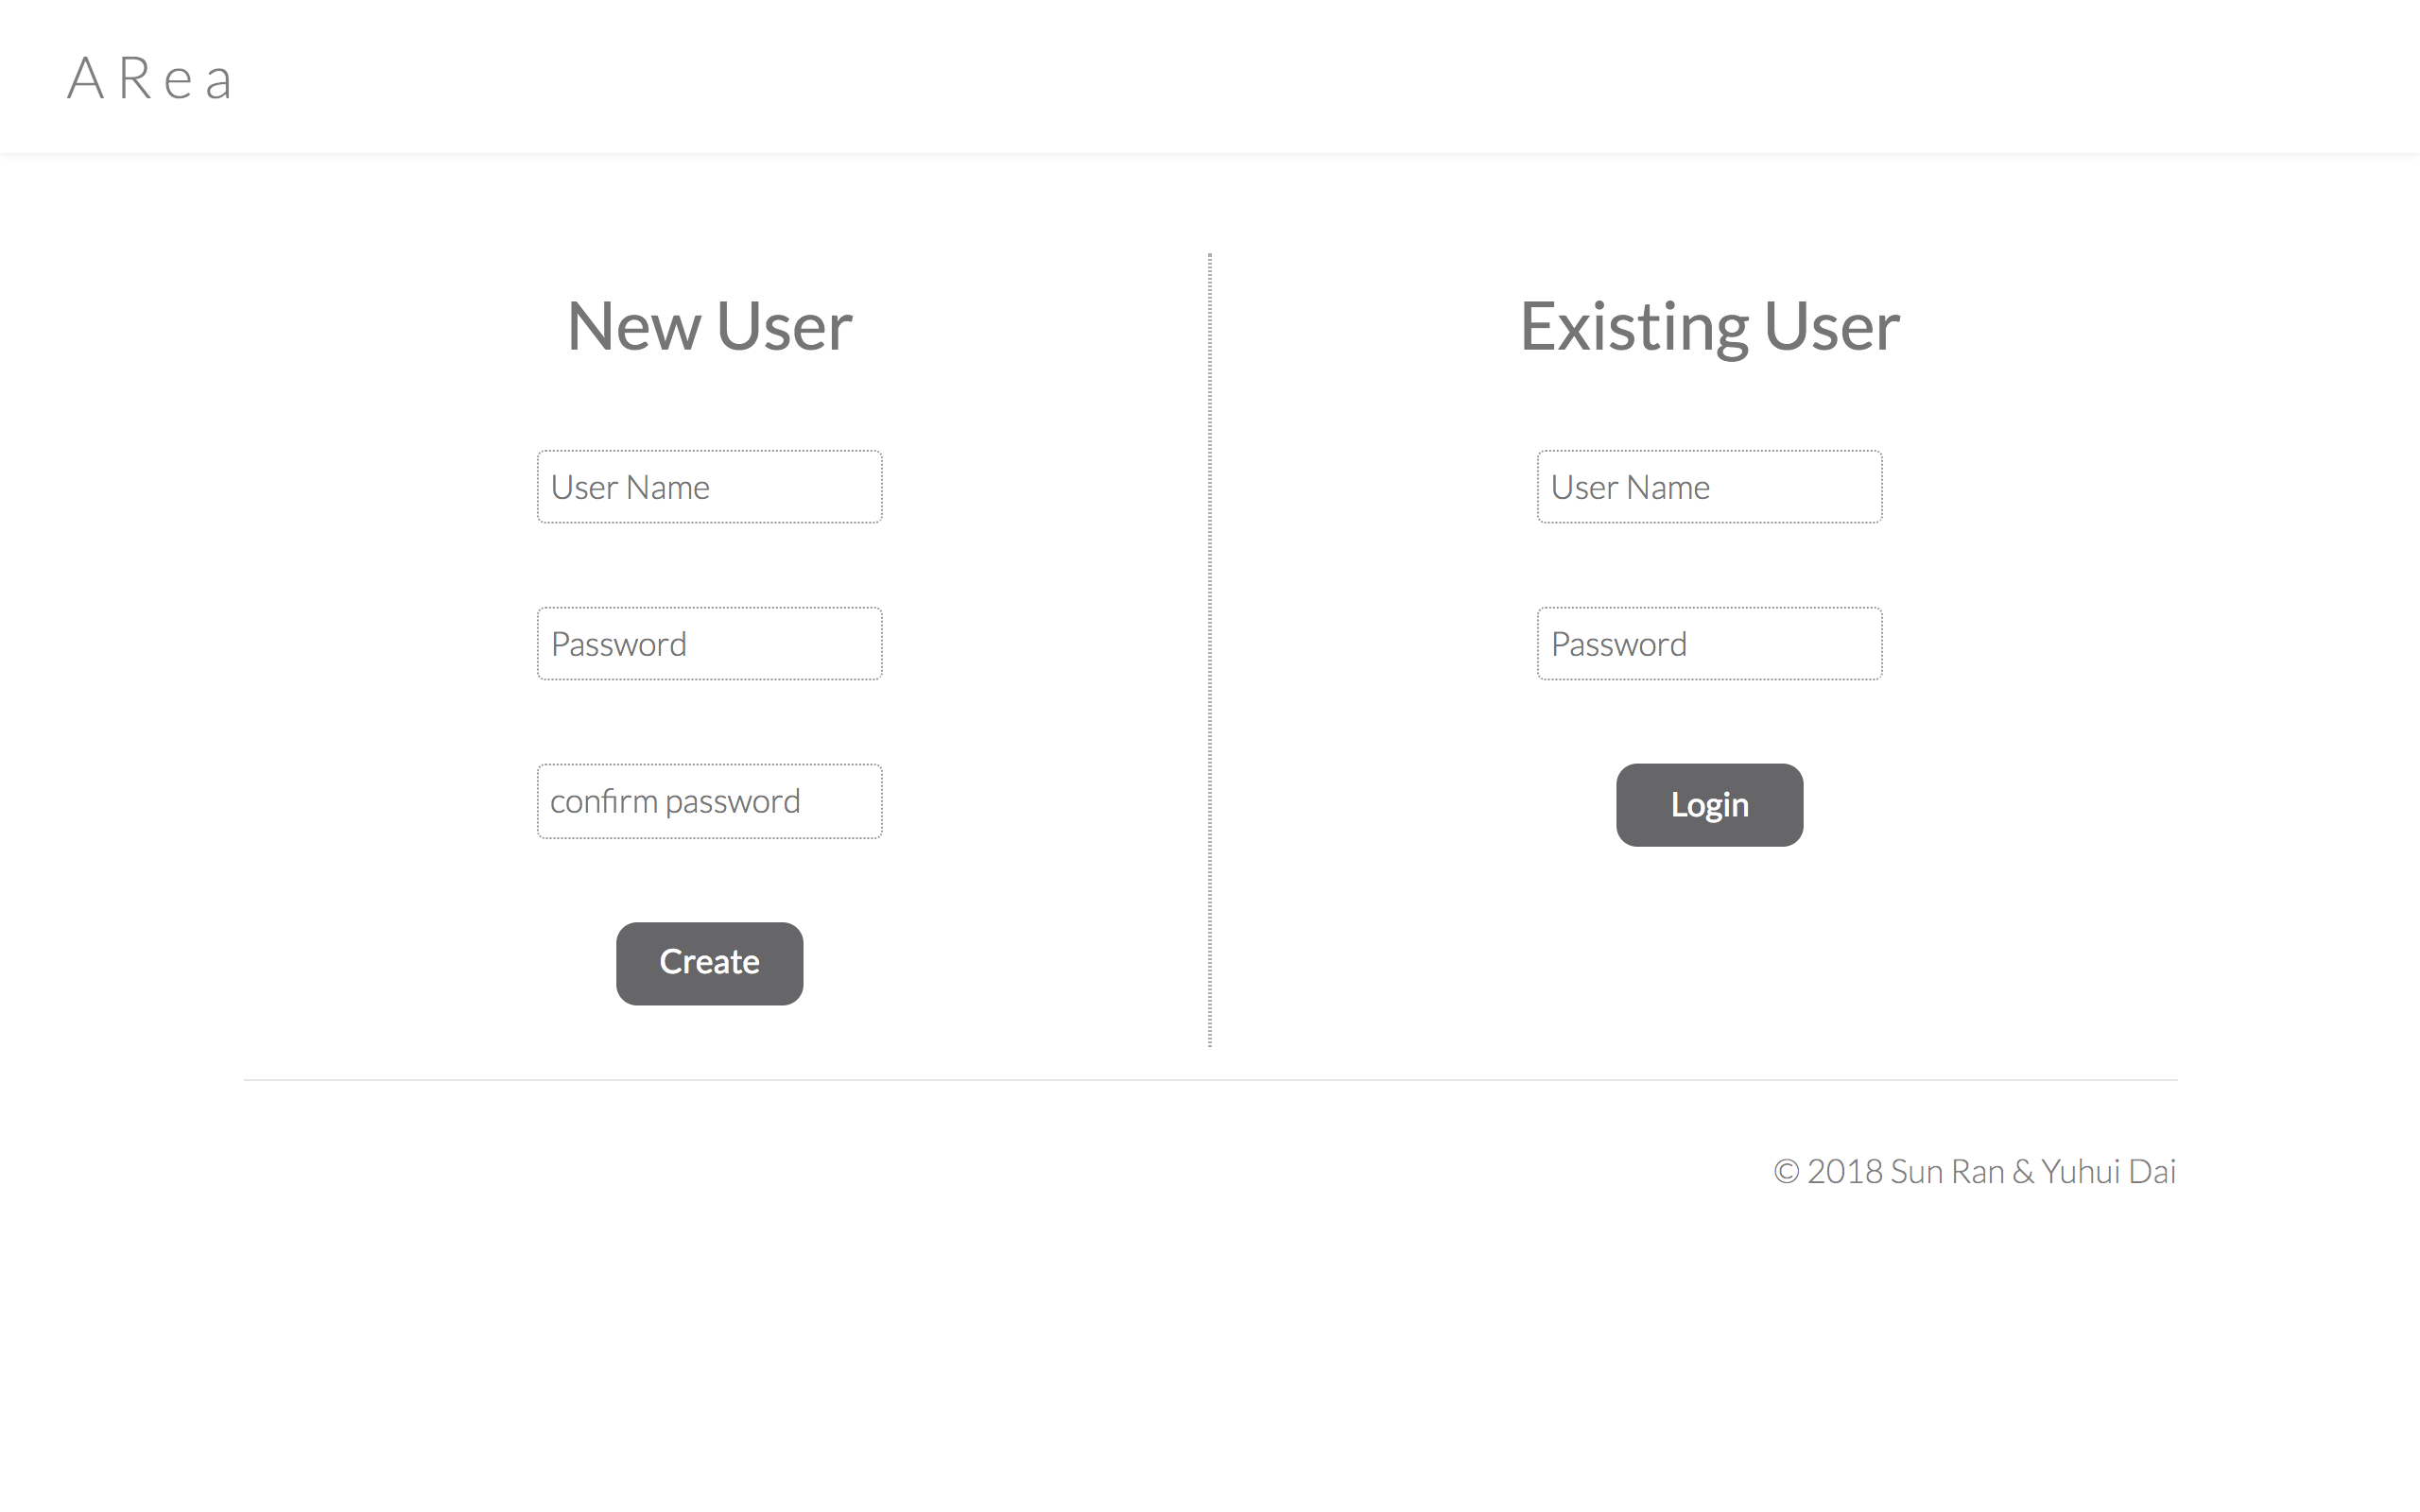 ARea
New User
User Name
Password
confirm password
Create
Existing User
User Name
Password
Login
© 2018 Sun Ran & Yuhui Dai